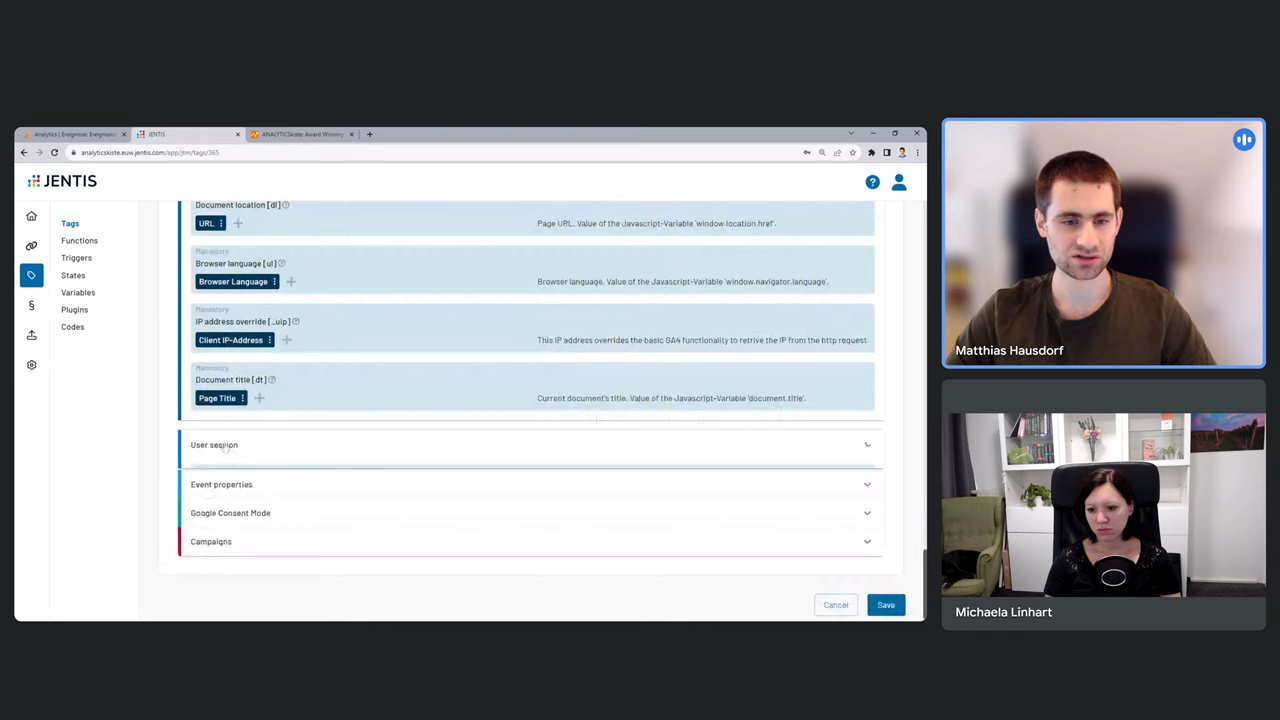 Analytics | Ereignisse: Ereignisna
JENTIS
ANALYTICSkiste: Award Winning
analyticskiste.euw.jentis.com/app/jtm/tags/365
JENTIS
Tags
Functions
Triggers
States
Variables
Plugins
Codes
Document location [dl]
URL
Page URL. Value of the Javascript-Variable 'window.location.href'.
Mandatory
Browser language [ul]
Browser Language
Browser language. Value of the Javascript-Variable 'window.navigator.language'.
Mandatory
IP address override [_uip]
Client IP-Address
This IP address overrides the basic GA4 functionality to retrive the IP from the http request.
Mandatory
Document title [dt]
Page Title
Current document's title. Value of the Javascript-Variable 'document.title'.
User session
Event properties
Google Consent Mode
Campaigns
Cancel
Save
Matthias Hausdorf
Michaela Linhart